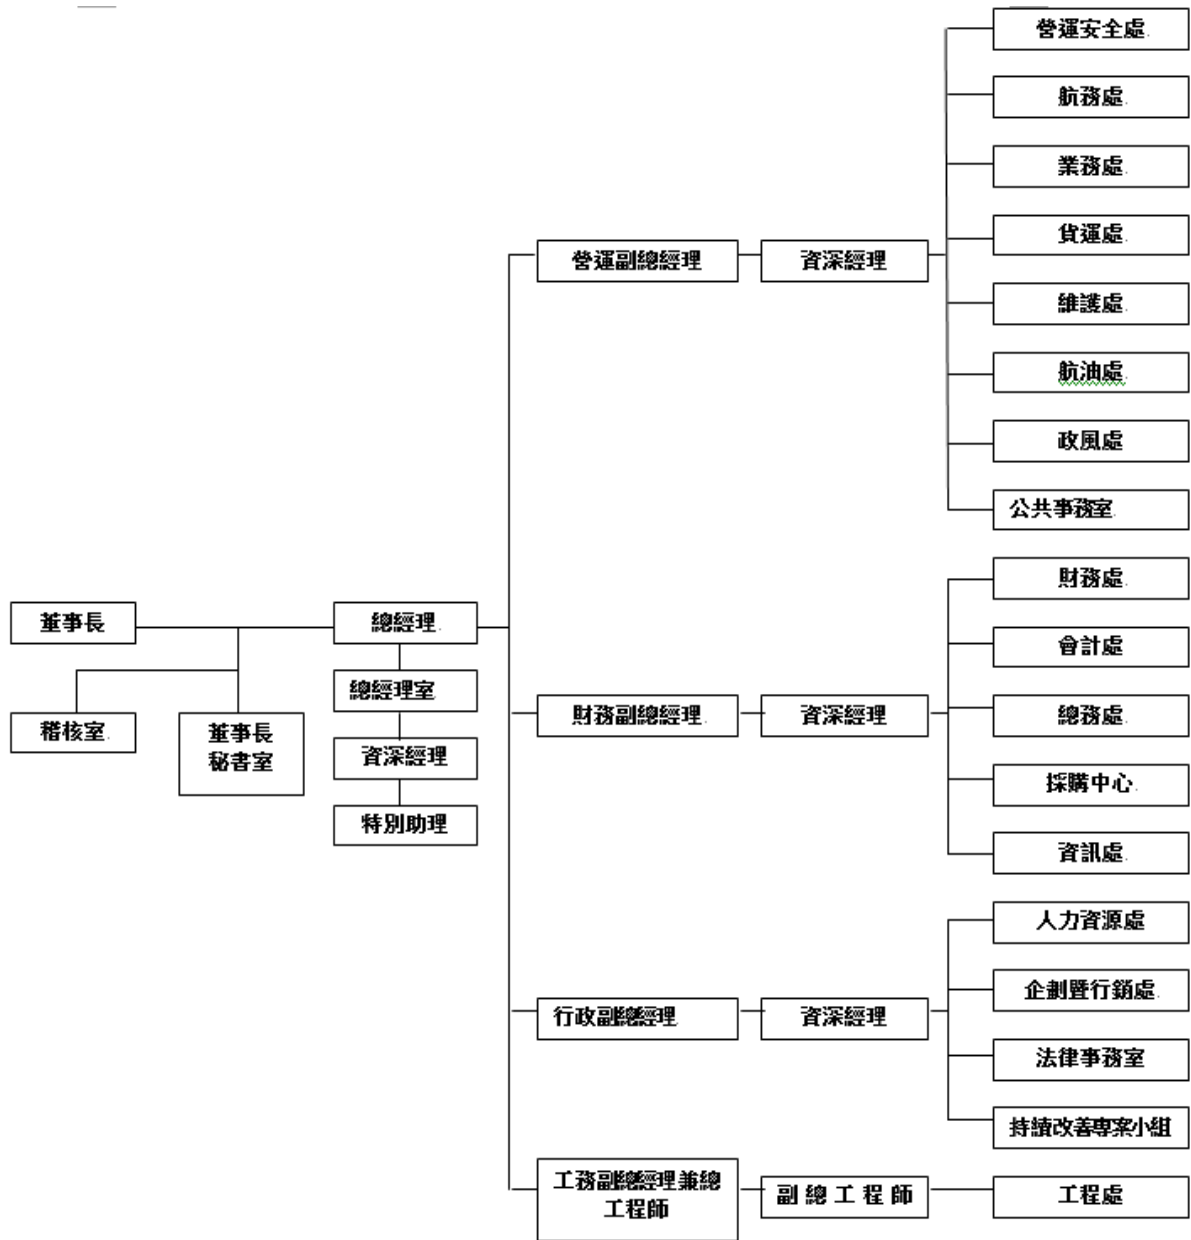 營運安全處
航務處
業務處
貨運處
營運副總經理
資深經理
維護處
航油處
政風處
公共事務室
財務處
董事長
總經理
會計處
總經理室
稽核室
董事長
秘書室
財務副總經理
資深經理
總務處
資深經理
採購中心
特別助理
資訊處
人力資源處
企劃暨行銷處
行政副總經理
資深經理
法律事務室
持續改善專案小組
工務副總經理兼總
工程師
副總工程師
工程處